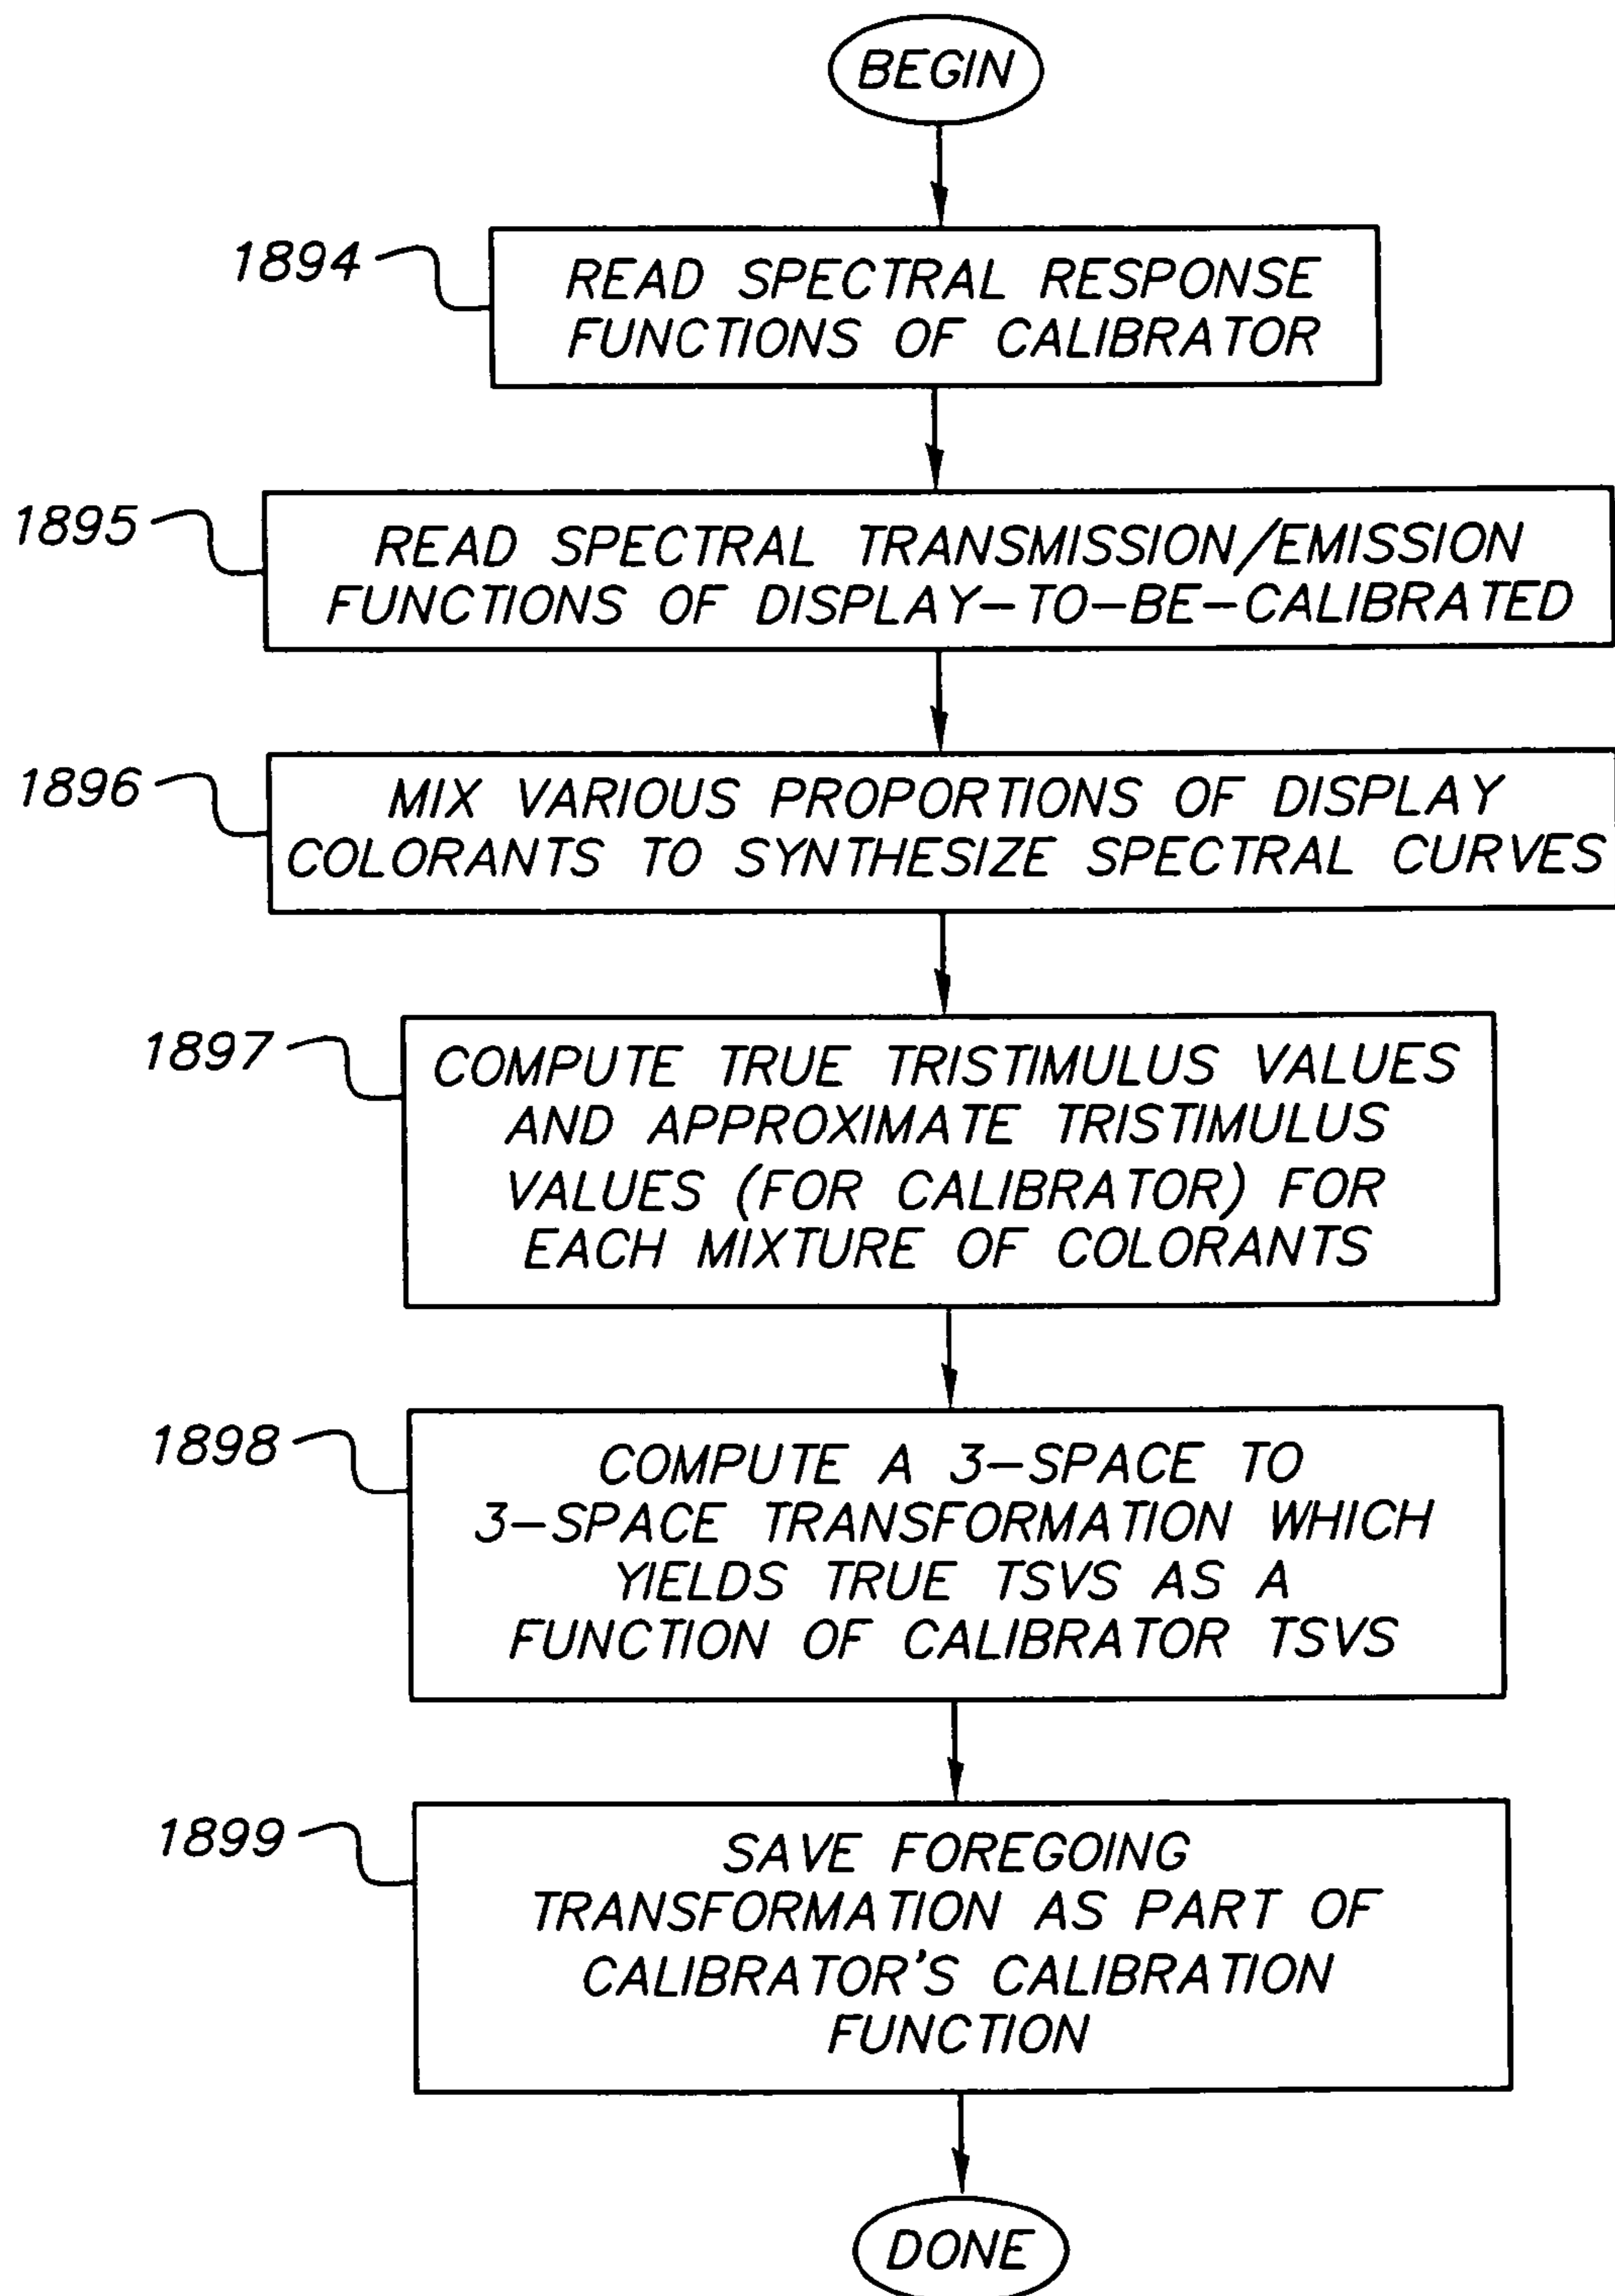 BEGIN
1894
READ SPECTRAL RESPONSE
FUNCTIONS OF CALIBRATOR
1895
READ SPECTRAL TRANSMISSION/EMISSION
FUNCTIONS OF DISPLAY-TO-BE-CALIBRATED
1896
MIX VARIOUS PROPORTIONS OF DISPLAY
COLORANTS TO SYNTHESIZE SPECTRAL CURVES
1897
COMPUTE TRUE TRISTIMULUS VALUES
AND APPROXIMATE TRISTIMULUS
VALUES (FOR CALIBRATOR) FOR
EACH MIXTURE OF COLORANTS
1898
COMPUTE A 3-SPACE TO
3-SPACE TRANSFORMATION WHICH
YIELDS TRUE TSVS AS A
FUNCTION OF CALIBRATOR TSVS
1899
SAVE FOREGOING
TRANSFORMATION AS PART OF
CALIBRATOR'S CALIBRATION
FUNCTION
DONE